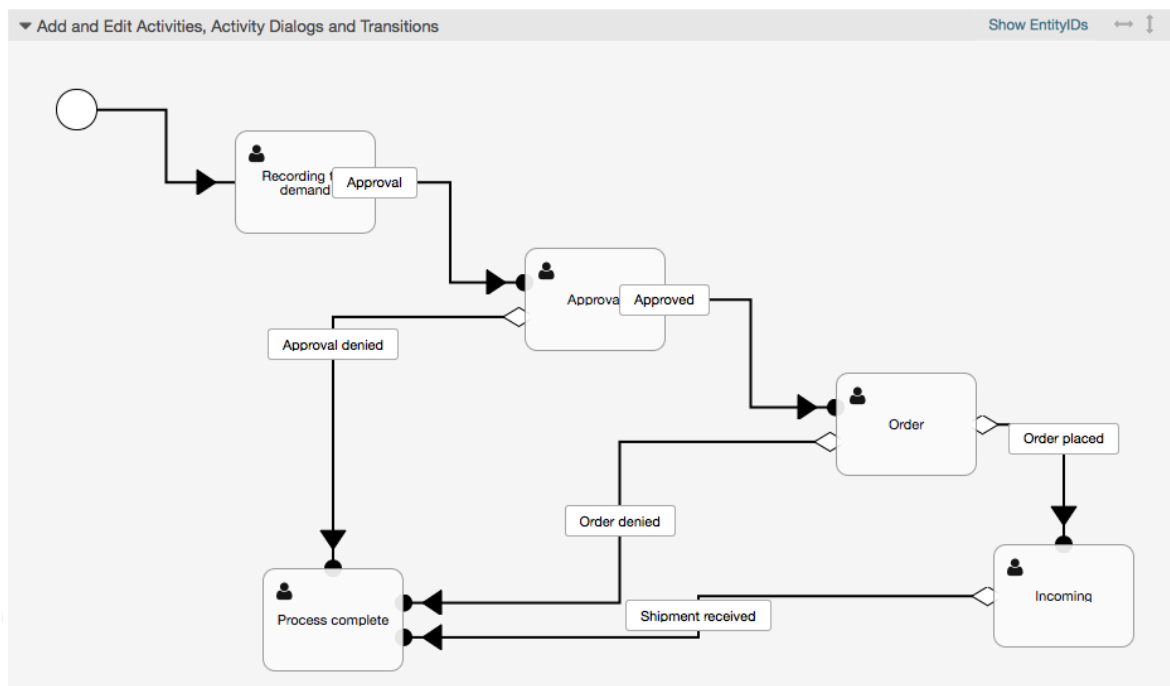 Add and Edit Activities, Activity Dialogs and Transitions
Show EntityIDs
Recording
demand
Approval
Approved
Approval denied
Order
Order placed
Order denied
Incoming
Process complete
Shipment received